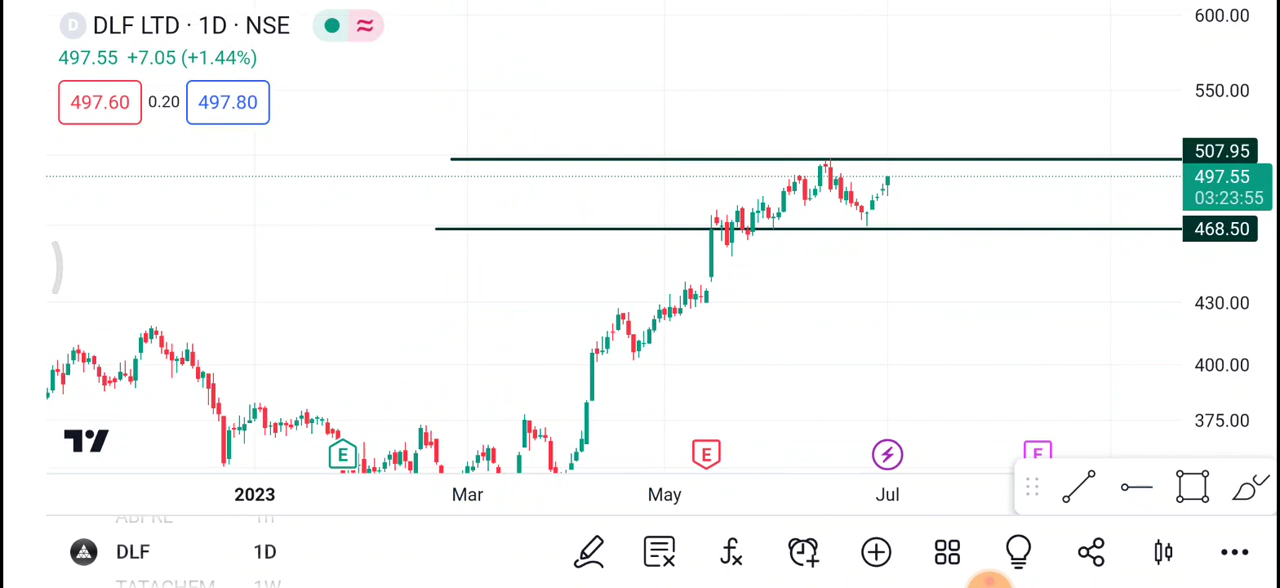 D DLF LTD · 1D · NSE
497.55 +7.05 (+1.44%)
497.60 0.20 497.80
600.00
550.00
507.95
497.55
03:23:55
468.50
430.00
400.00
375.00
E E
2023 Mar May Jul
DLF 1D
TATACHEM 1W